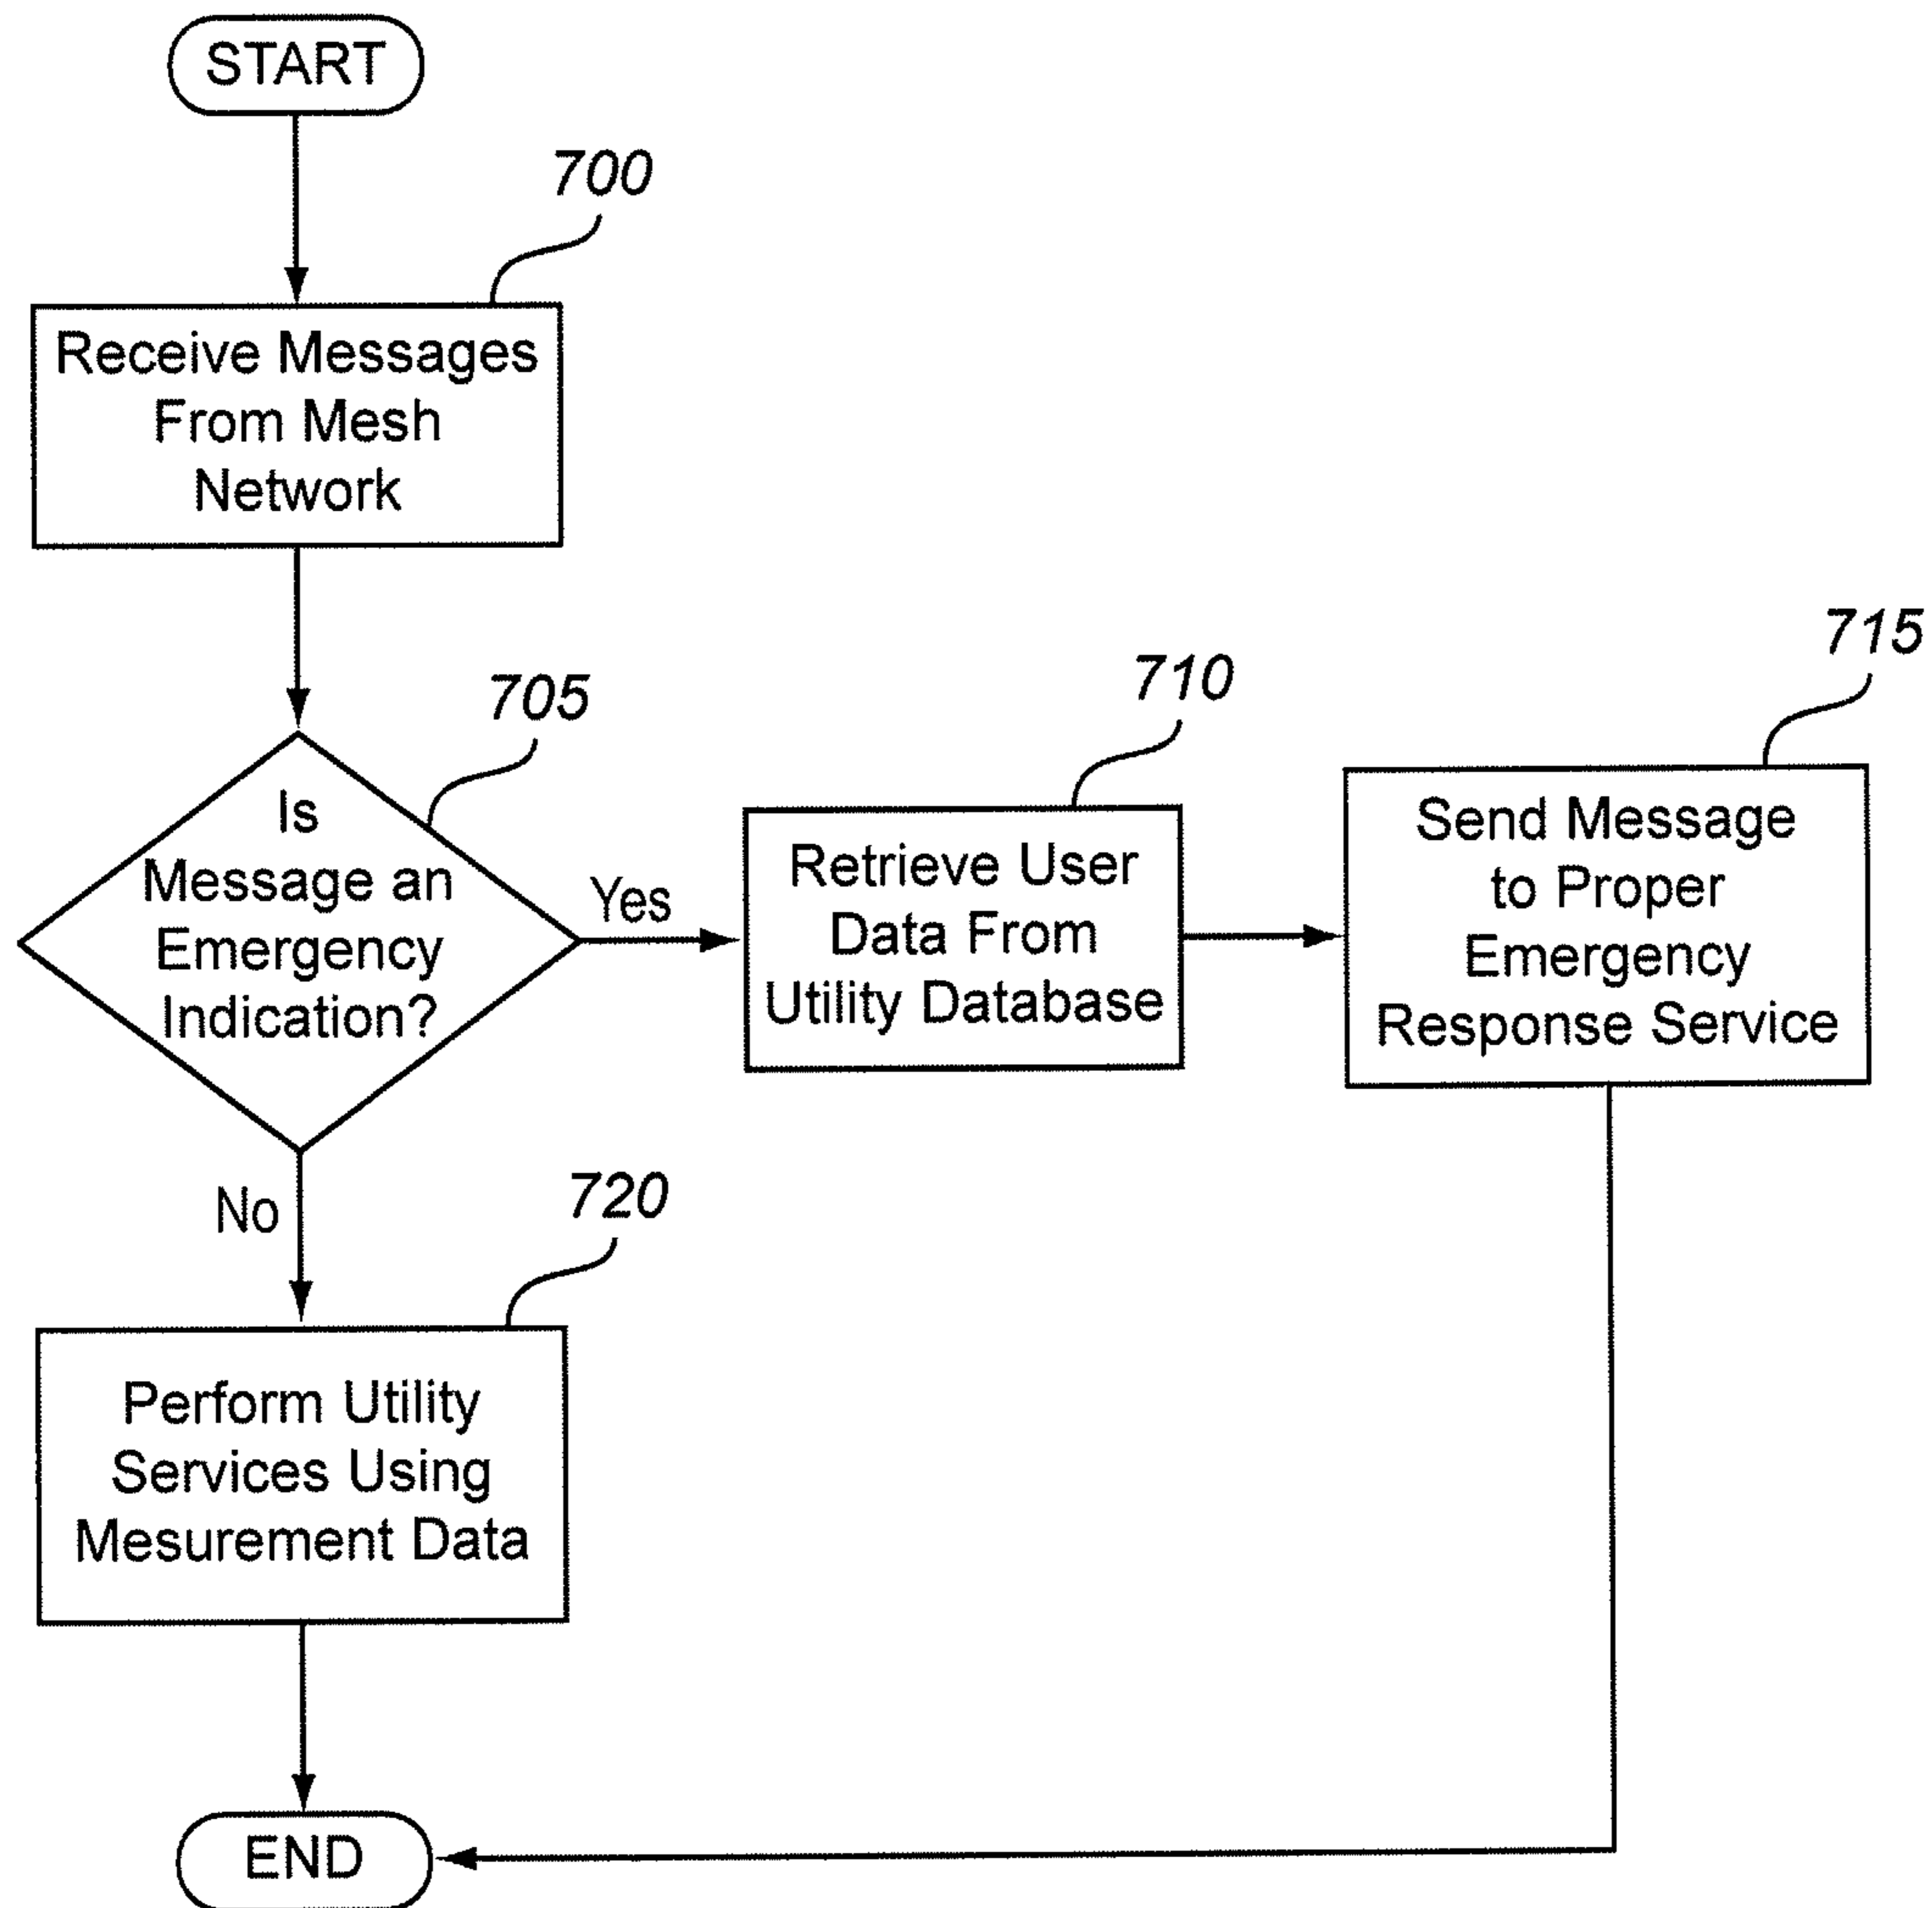 START
700
Receive Messages
From Mesh
Network
705
Is
Message an
Emergency
Indication?
Yes
710
Retrieve User
Data From
Utility Database
715
Send Message
to Proper
Emergency
Response Service
No
720
Perform Utility
Services Using
Mesurement Data
END